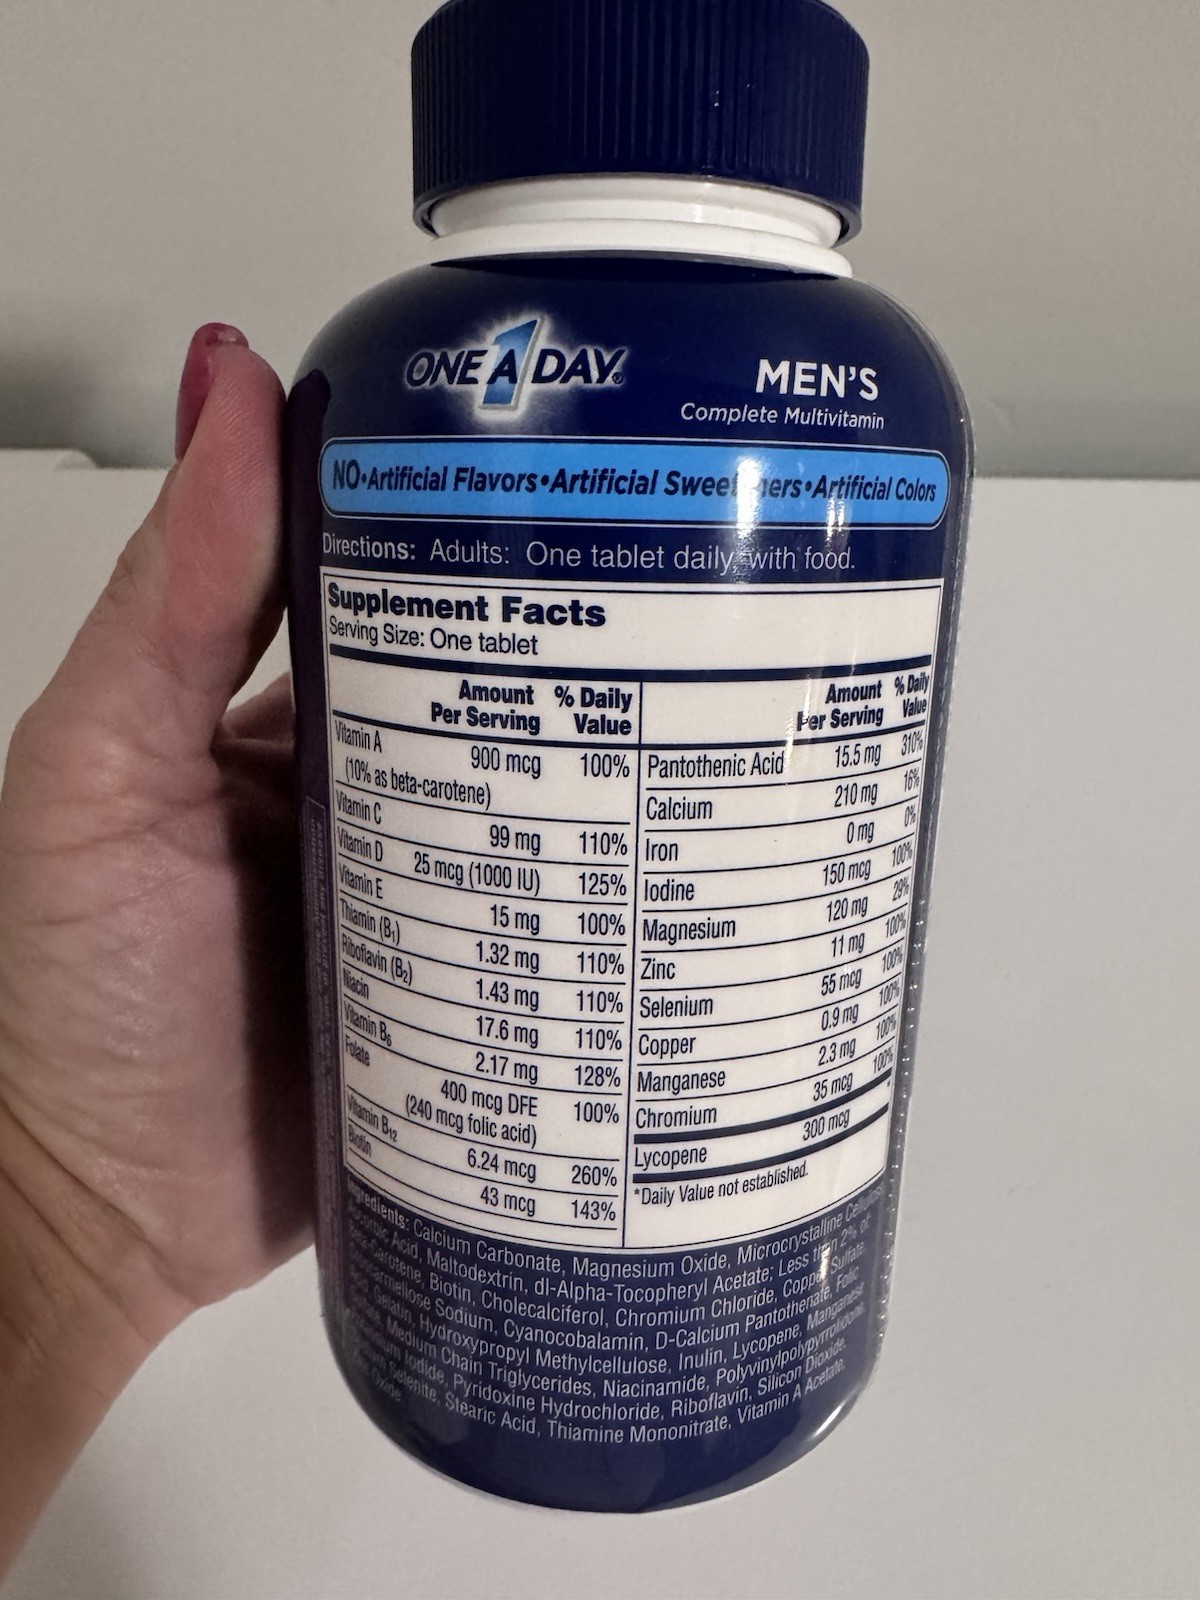 ONE A DAY®
MEN'S
Complete Multivitamin
NO•Artificial Flavors•Artificial Sweeteners•Artificial Colors
Directions: Adults: One tablet daily, with food.
Supplement Facts
Serving Size: One tablet
Amount Per Serving % Daily Value
Vitamin A 900 mcg 100%
(10% as beta-carotene)
Vitamin C 99 mg 110%
Vitamin D 25 mcg (1000 IU) 125%
Vitamin E 15 mg 100%
Thiamin (B1) 1.32 mg 110%
Riboflavin (B2) 1.43 mg 110%
Niacin 17.6 mg 110%
Vitamin B6 2.17 mg 128%
Folate 400 mcg DFE 100%
(240 mcg folic acid)
Vitamin B12 6.24 mcg 260%
Biotin 43 mcg 143%
Amount Per Serving % Daily Value
Pantothenic Acid 15.5 mg 310%
Calcium 210 mg 16%
Iron 0 mg 0%
Iodine 150 mcg 100%
Magnesium 120 mg 29%
Zinc 11 mg 100%
Selenium 55 mcg 100%
Copper 0.9 mg 100%
Manganese 2.3 mg 100%
Chromium 35 mcg 100%
Lycopene 300 mcg *
*Daily Value not established.
Ingredients: Calcium Carbonate, Magnesium Oxide, Microcrystalline Cellulose,
Ascorbic Acid, Maltodextrin, dl-Alpha-Tocopheryl Acetate; Less than 2% of:
Beta-carotene, Biotin, Cholecalciferol, Chromium Chloride, Copper Sulfate,
Croscarmellose Sodium, Cyanocobalamin, D-Calcium Pantothenate, Folic
Acid, Gelatin, Hydroxypropyl Methylcellulose, Inulin, Lycopene, Manganese
Sulfate, Medium Chain Triglycerides, Niacinamide, Polyvinylpolypyrrolidone,
Iodide, Pyridoxine Hydrochloride, Riboflavin, Silicon Dioxide,
Selenite, Stearic Acid, Thiamine Mononitrate, Vitamin A Acetate,
Oxide